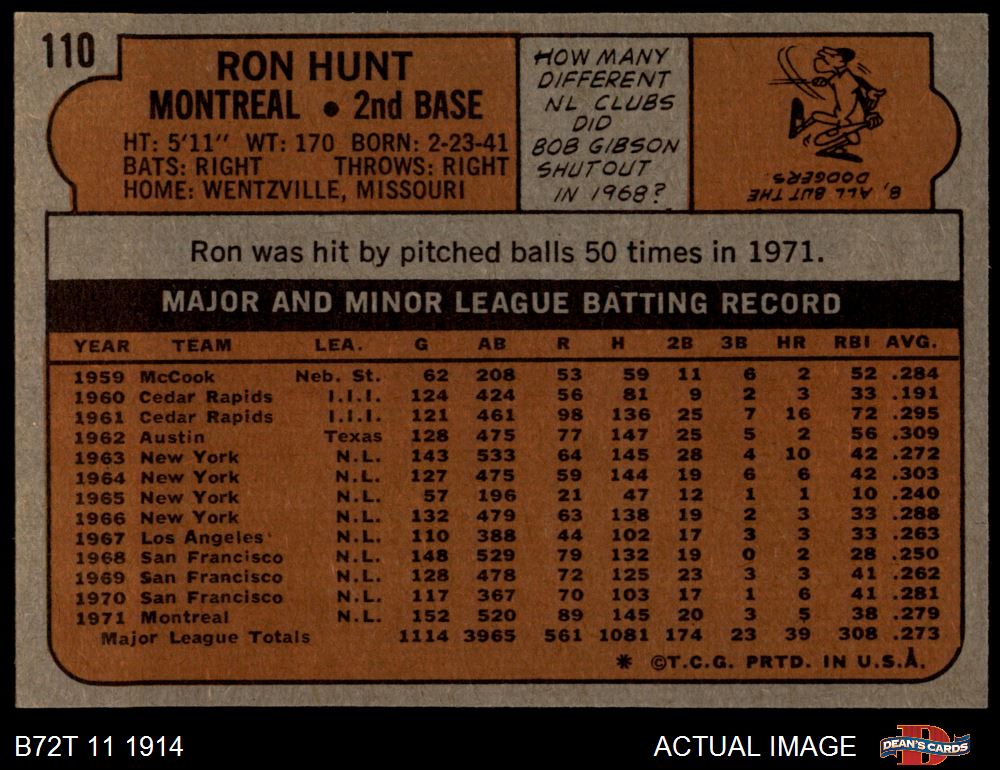 110
RON HUNT
MONTREAL • 2nd BASE
HT: 5'11" WT: 170 BORN: 2-23-41
BATS: RIGHT THROWS: RIGHT
HOME: WENTZVILLE, MISSOURI
HOW MANY
DIFFERENT
NL CLUBS
DID
BOB GIBSON
SHUTOUT
IN 1968?
8, ALL BUT THE
DODGERS.
Ron was hit by pitched balls 50 times in 1971.
MAJOR AND MINOR LEAGUE BATTING RECORD
YEAR TEAM LEA. G AB R H 2B 3B HR RBI AVG.
1959 McCook Neb. St. 62 208 53 59 11 6 2 52 .284
1960 Cedar Rapids I.I.I. 124 424 56 81 9 2 3 33 .191
1961 Cedar Rapids I.I.I. 121 461 98 136 25 7 16 72 .295
1962 Austin Texas 128 475 77 147 25 5 2 56 .309
1963 New York N.L. 143 533 64 145 28 4 10 42 .272
1964 New York N.L. 127 475 59 144 19 6 6 42 .303
1965 New York N.L. 57 196 21 47 12 1 1 10 .240
1966 New York N.L. 132 479 63 138 19 2 3 33 .288
1967 Los Angeles N.L. 110 388 44 102 17 3 3 33 .263
1968 San Francisco N.L. 148 529 79 132 19 0 2 28 .250
1969 San Francisco N.L. 128 478 72 125 23 3 3 41 .262
1970 San Francisco N.L. 117 367 70 103 17 1 6 41 .281
1971 Montreal N.L. 152 520 89 145 20 3 5 38 .279
Major League Totals 1114 3965 561 1081 174 23 39 308 .273
* ©T.C.G. PRTD. IN U.S.A.
B72T 11 1914
ACTUAL IMAGE
D
DEAN'S CARDS